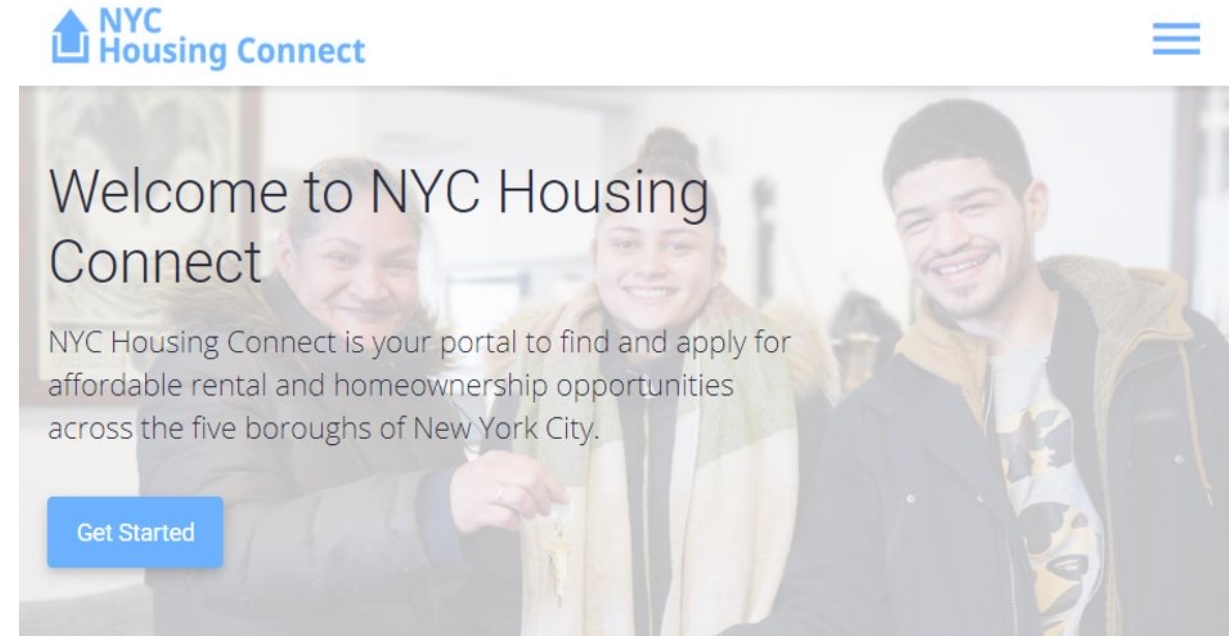 NYC
Housing Connect
Welcome to NYC Housing
Connect
NYC Housing Connect is your portal to find and apply for
affordable rental and homeownership opportunities
across the five boroughs of New York City.
Get Started